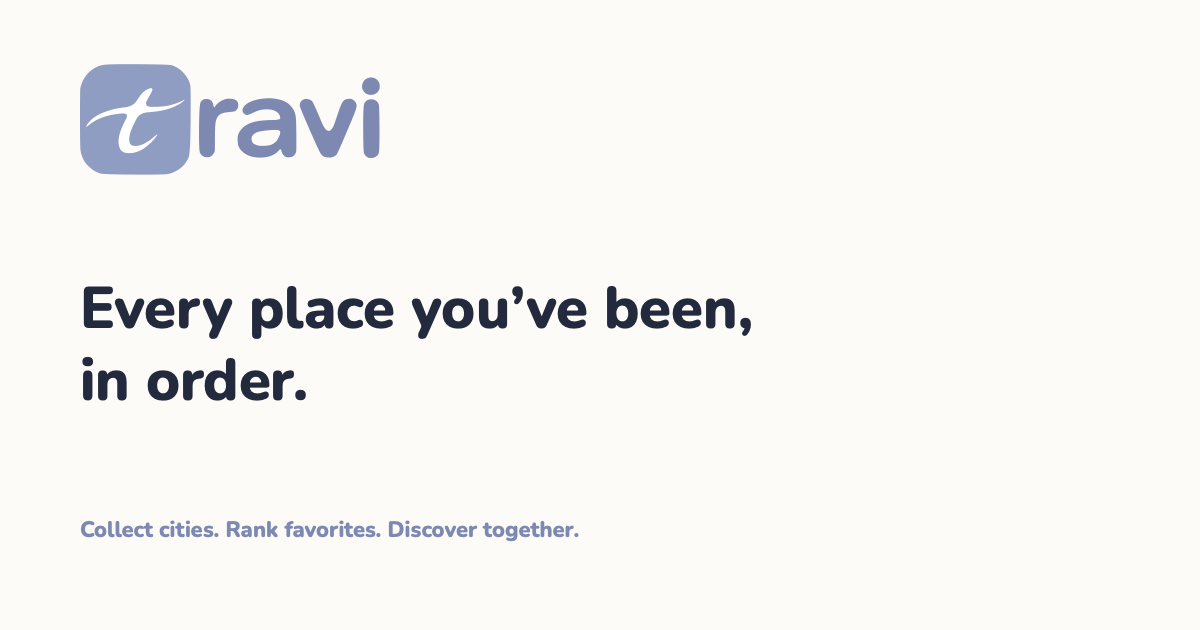 travi
Every place you’ve been,
in order.
Collect cities. Rank favorites. Discover together.